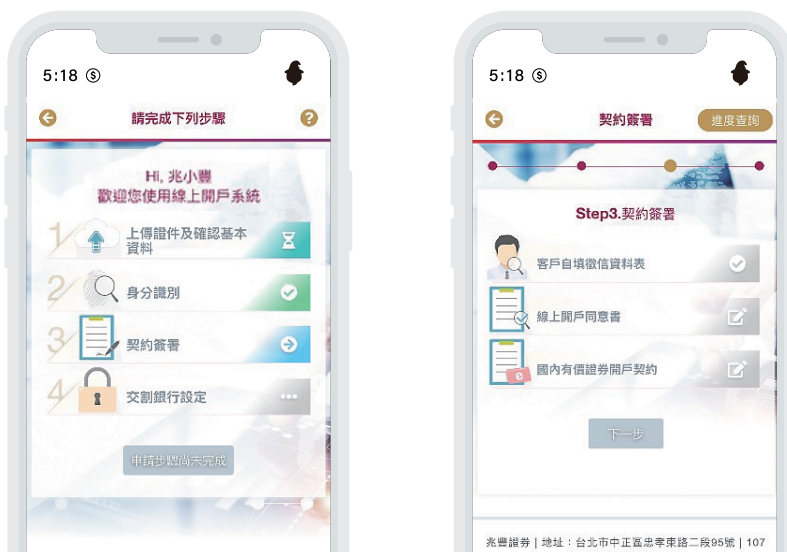 5:18
請完成下列步驟
?
Hi, 兆小豐
歡迎您使用線上開戶系統
1 上傳證件及確認基本
資料
2 身分識別
3 契約簽署
4 交割銀行設定
申請步驟尚未完成
5:18
契約簽署
進度查詢
Step3.契約簽署
客戶自填徵信資料表
線上開戶同意書
國內有價證券開戶契約
下一步
兆豐證券 | 地址：台北市中正區忠孝東路二段95號 | 107